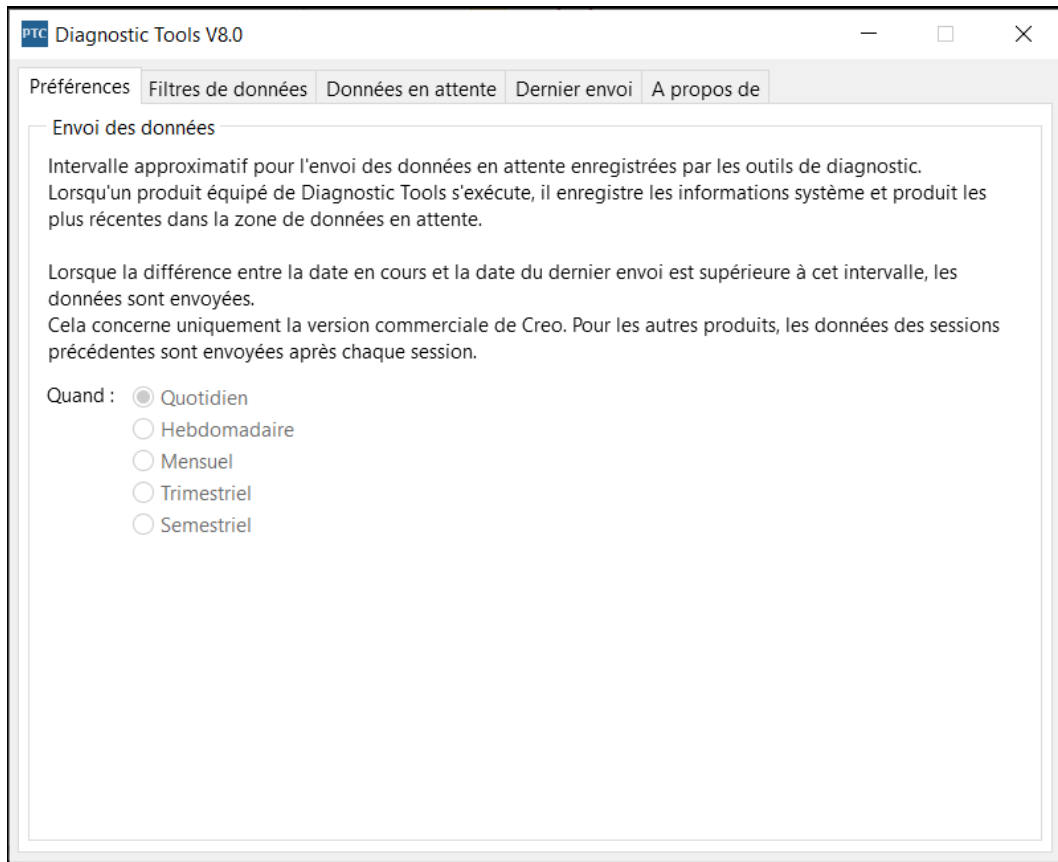 PTC Diagnostic Tools V8.0
Préférences Filtres de données Données en attente Dernier envoi A propos de
Envoi des données
Intervalle approximatif pour l'envoi des données en attente enregistrées par les outils de diagnostic.
Lorsqu'un produit équipé de Diagnostic Tools s'exécute, il enregistre les informations système et produit les
plus récentes dans la zone de données en attente.
Lorsque la différence entre la date en cours et la date du dernier envoi est supérieure à cet intervalle, les
données sont envoyées.
Cela concerne uniquement la version commerciale de Creo. Pour les autres produits, les données des sessions
précédentes sont envoyées après chaque session.
Quand : Quotidien
Hebdomadaire
Mensuel
Trimestriel
Semestriel